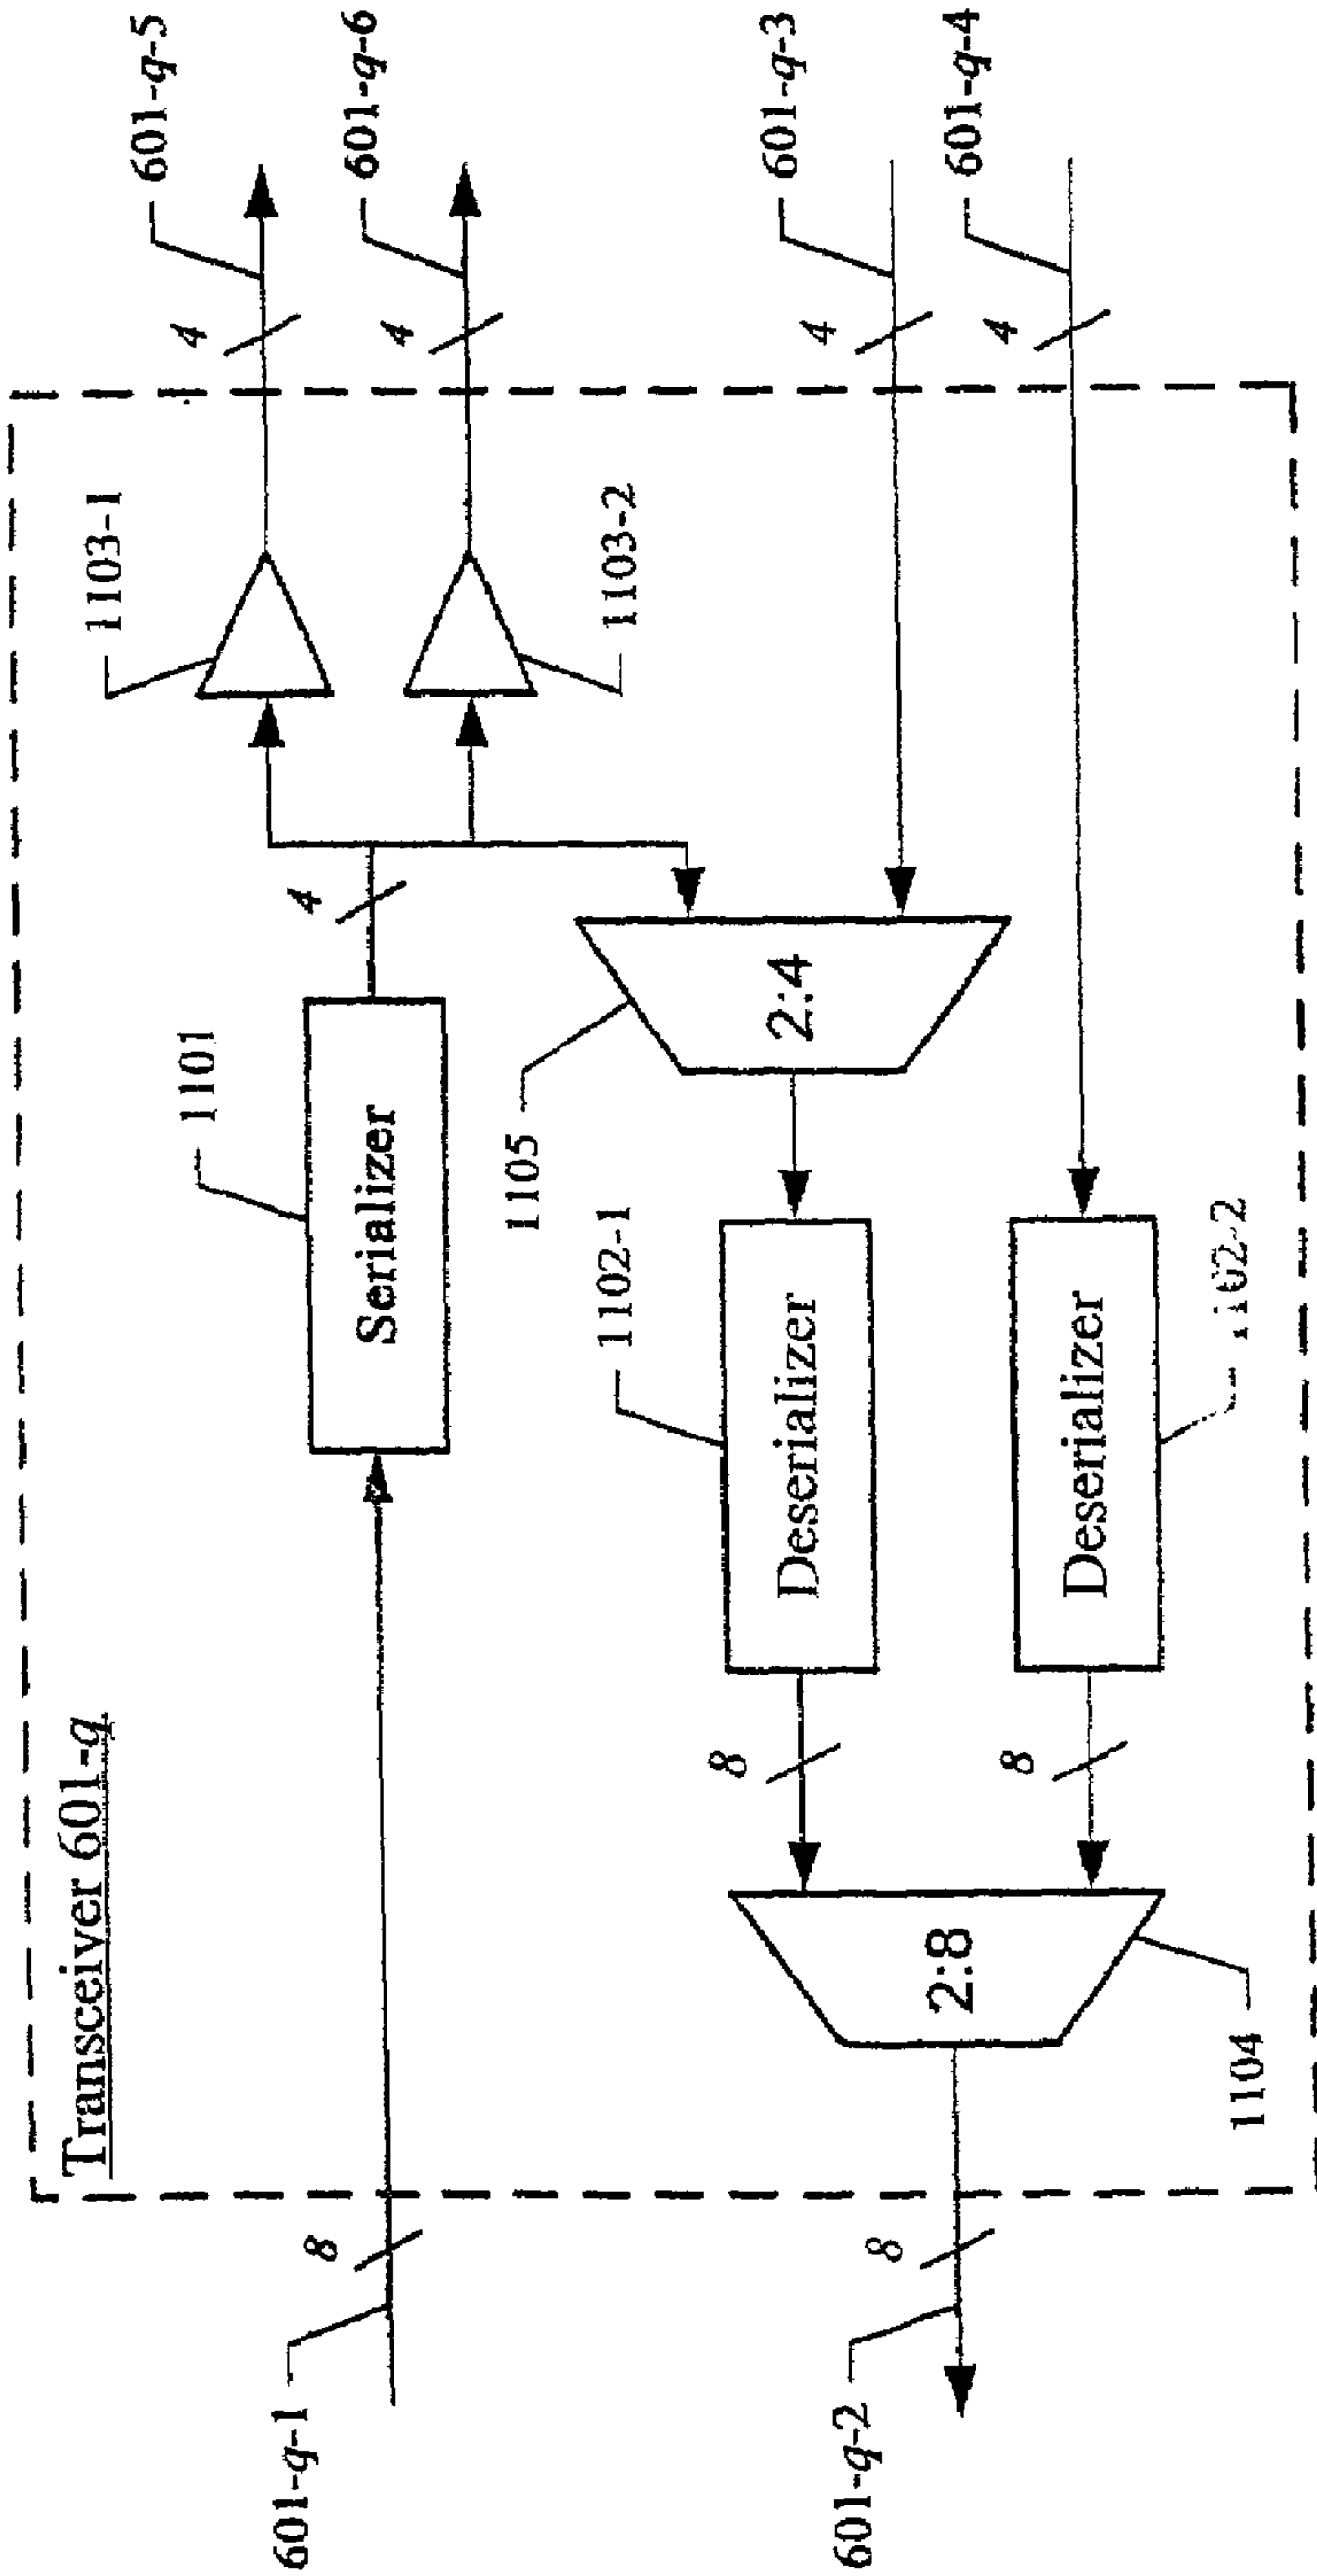 Transceiver 601-q
601-q-1
8
1101
Serializer
4
1103-1
4
601-q-5
1103-2
4
601-q-6
601-q-2
8
1104
2:8
8
8
1102-1
Deserializer
Deserializer
1102-2
1105
2:4
4
601-q-3
4
601-q-4